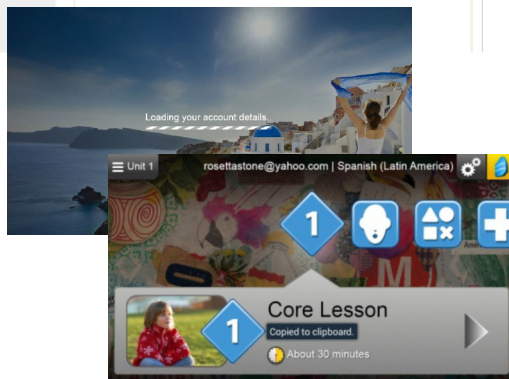 Loading your account details...
Unit 1
rosettastone@yahoo.com | Spanish (Latin America)
1
M
1
Core Lesson
Copied to clipboard.
About 30 minutes